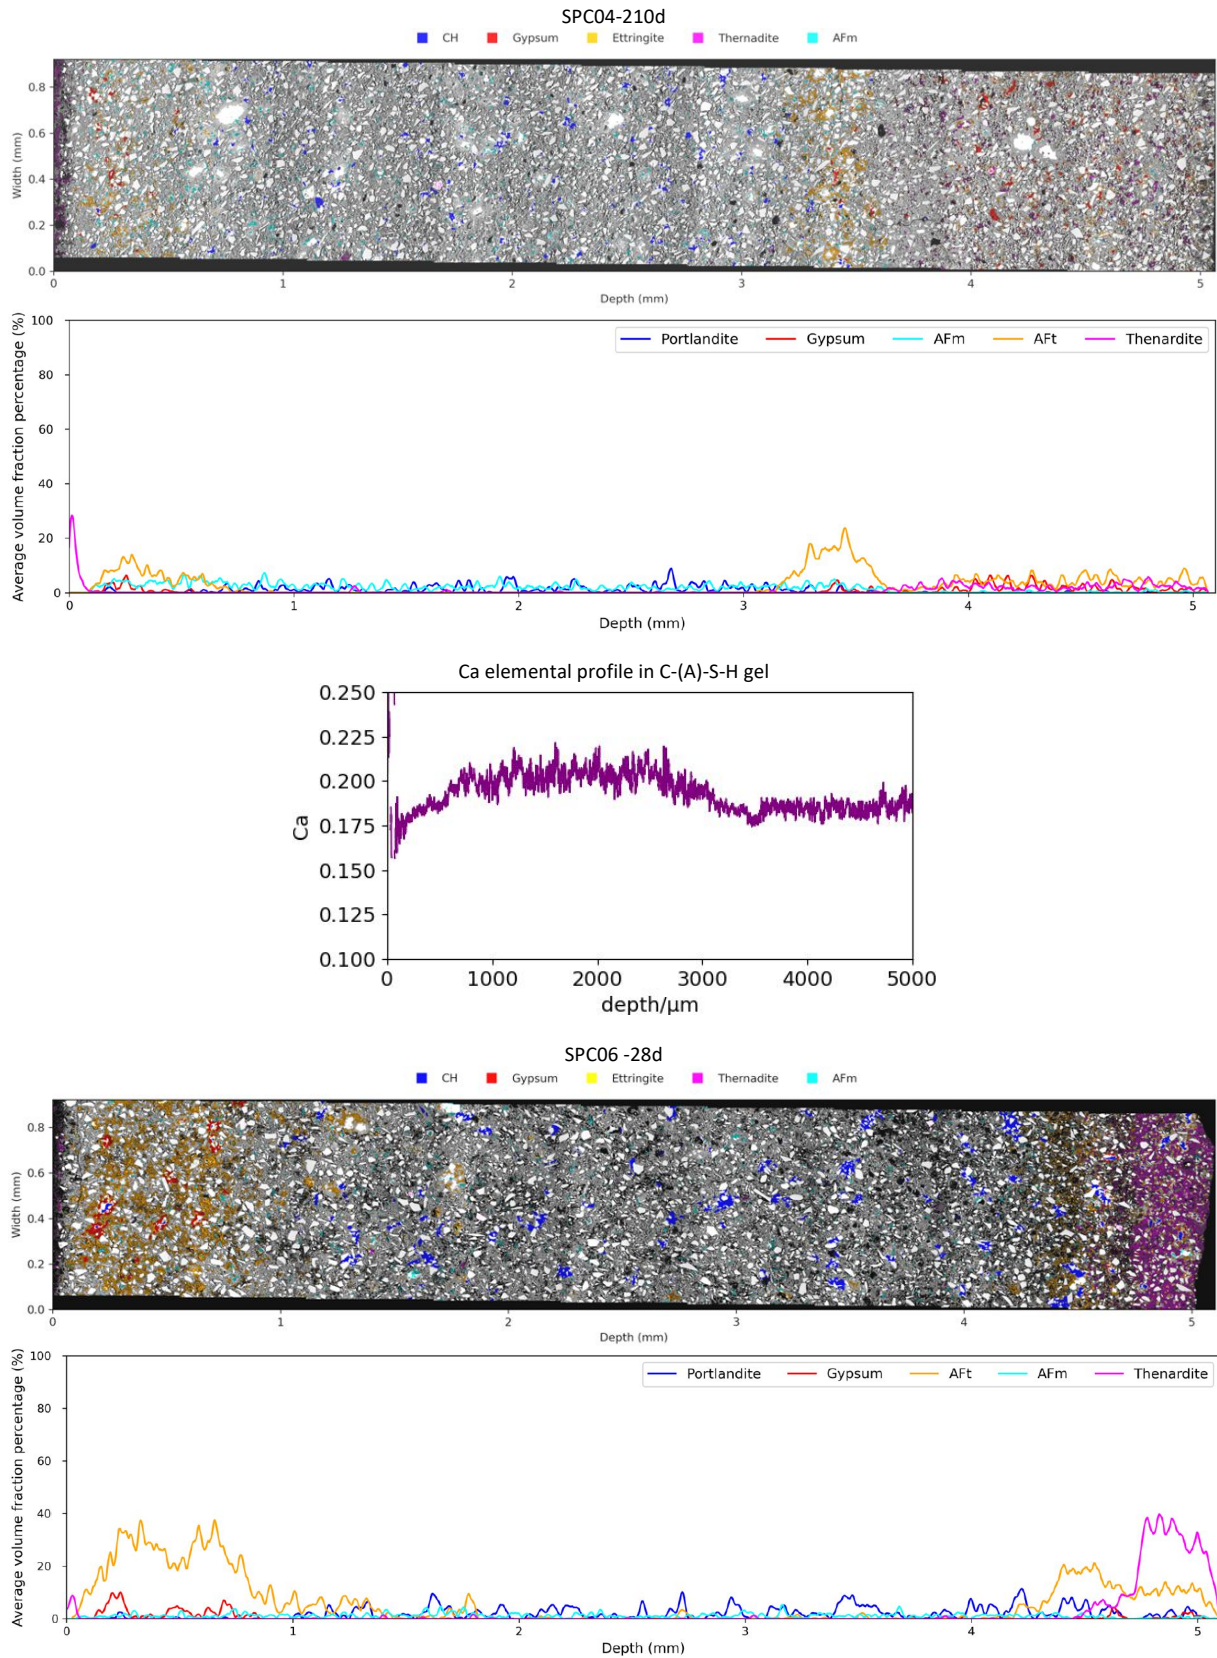 SPC04-210d
CH Gypsum Ettringite Thernadite AFm
Width (mm)
0.8
0.6
0.4
0.2
0.0
0 1 2 3 4 5
Depth (mm)
Average volume fraction percentage (%)
100
80
60
40
20
0
Portlandite Gypsum AFm AFt Thenardite
0 1 2 3 4 5
Depth (mm)
Ca elemental profile in C-(A)-S-H gel
Ca
0.250
0.225
0.200
0.175
0.150
0.125
0.100
0 1000 2000 3000 4000 5000
depth/μm
SPC06 -28d
CH Gypsum Ettringite Thernadite AFm
Width (mm)
0.8
0.6
0.4
0.2
0.0
0 1 2 3 4 5
Depth (mm)
Average volume fraction percentage (%)
100
80
60
40
20
0
Portlandite Gypsum AFt AFm Thenardite
0 1 2 3 4 5
Depth (mm)